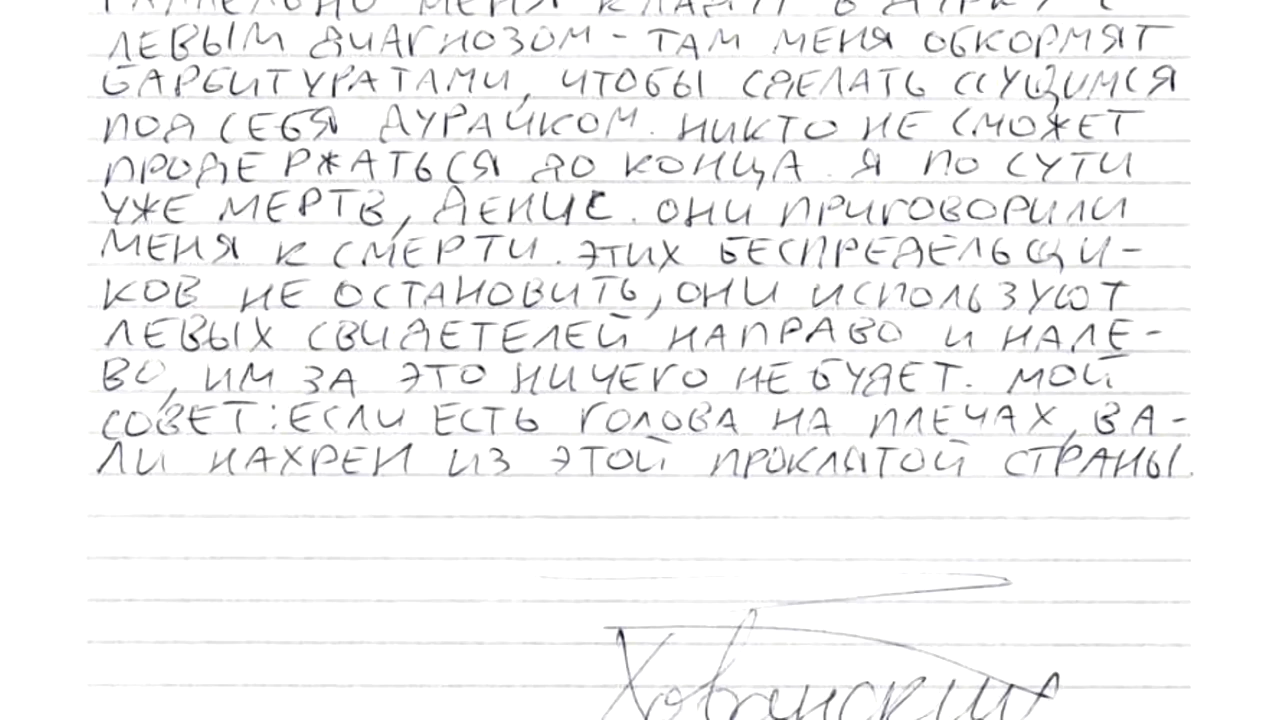 МЕНЯ КЛАДУТ В ДУРКУ С
ЛЕВЫМ ДИАГНОЗОМ - ТАМ МЕНЯ ОБКОРМЯТ
БАРБИТУРАТАМИ, ЧТОБЫ СДЕЛАТЬ ССУЩИМСЯ
ПОД СЕБЯ ДУРАЧКОМ. НИКТО НЕ СМОЖЕТ
ПРОДЕРЖАТЬСЯ ДО КОНЦА. Я ПО СУТИ
УЖЕ МЕРТВ, ДЕНИС. ОНИ ПРИГОВОРИЛИ
МЕНЯ К СМЕРТИ. ЭТИХ БЕСПРЕДЕЛЬЩИ-
КОВ НЕ ОСТАНОВИТЬ, ОНИ ИСПОЛЬЗУЮТ
ЛЕВЫХ СВИДЕТЕЛЕЙ НАПРАВО И НАЛЕ-
ВО, ИМ ЗА ЭТО НИЧЕГО НЕ БУДЕТ. МОЙ
СОВЕТ: ЕСЛИ ЕСТЬ ГОЛОВА НА ПЛЕЧАХ, ВА-
ЛИ НАХРЕН ИЗ ЭТОЙ ПРОКЛЯТОЙ СТРАНЫ.
Хованский